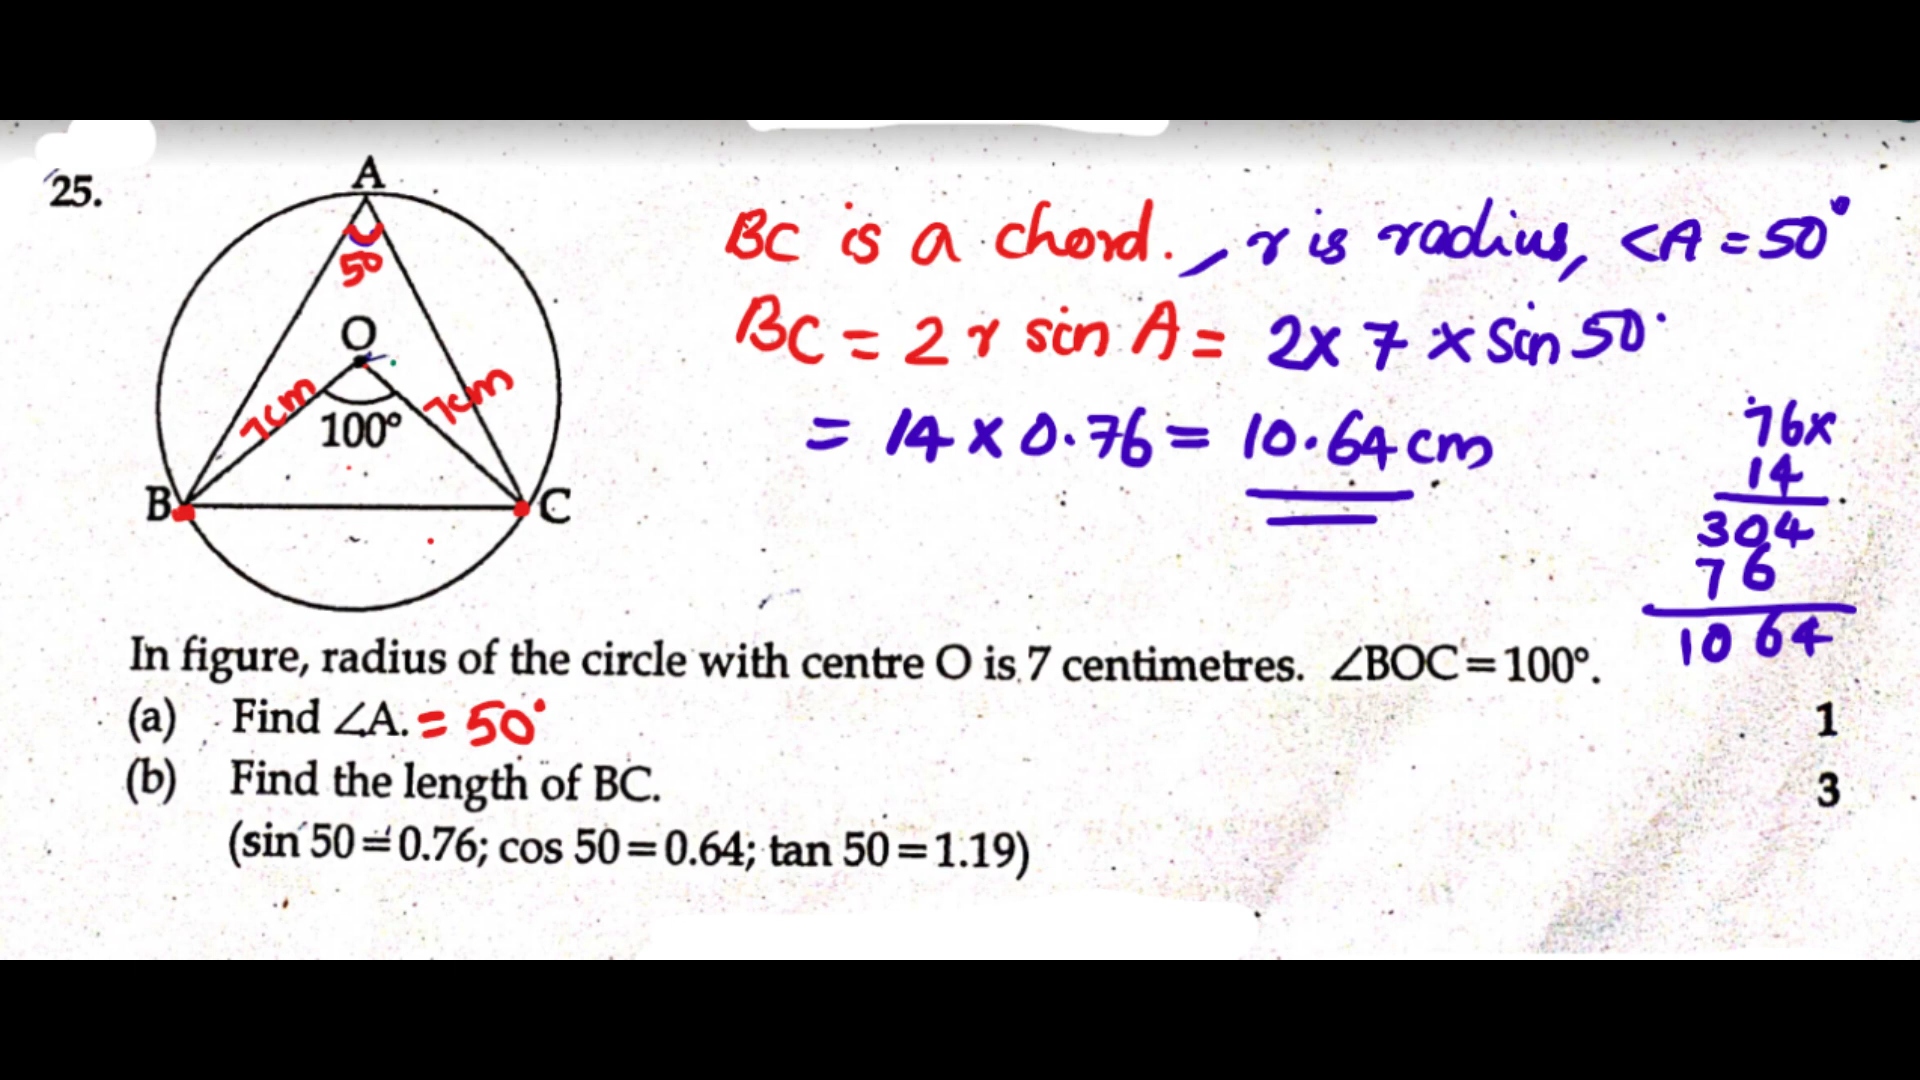 25.
A
50
O
7cm 7cm
100°
B C
BC is a chord., r is radius, <A = 50°
BC = 2 r sin A = 2 x 7 x Sin 50°
= 14 x 0.76 = 10.64 cm
76x
14
304
76
1064
In figure, radius of the circle with centre O is 7 centimetres. ∠BOC = 100°.
(a) Find ∠A. = 50° 1
(b) Find the length of BC. 3
(sin 50 = 0.76; cos 50 = 0.64; tan 50 = 1.19)